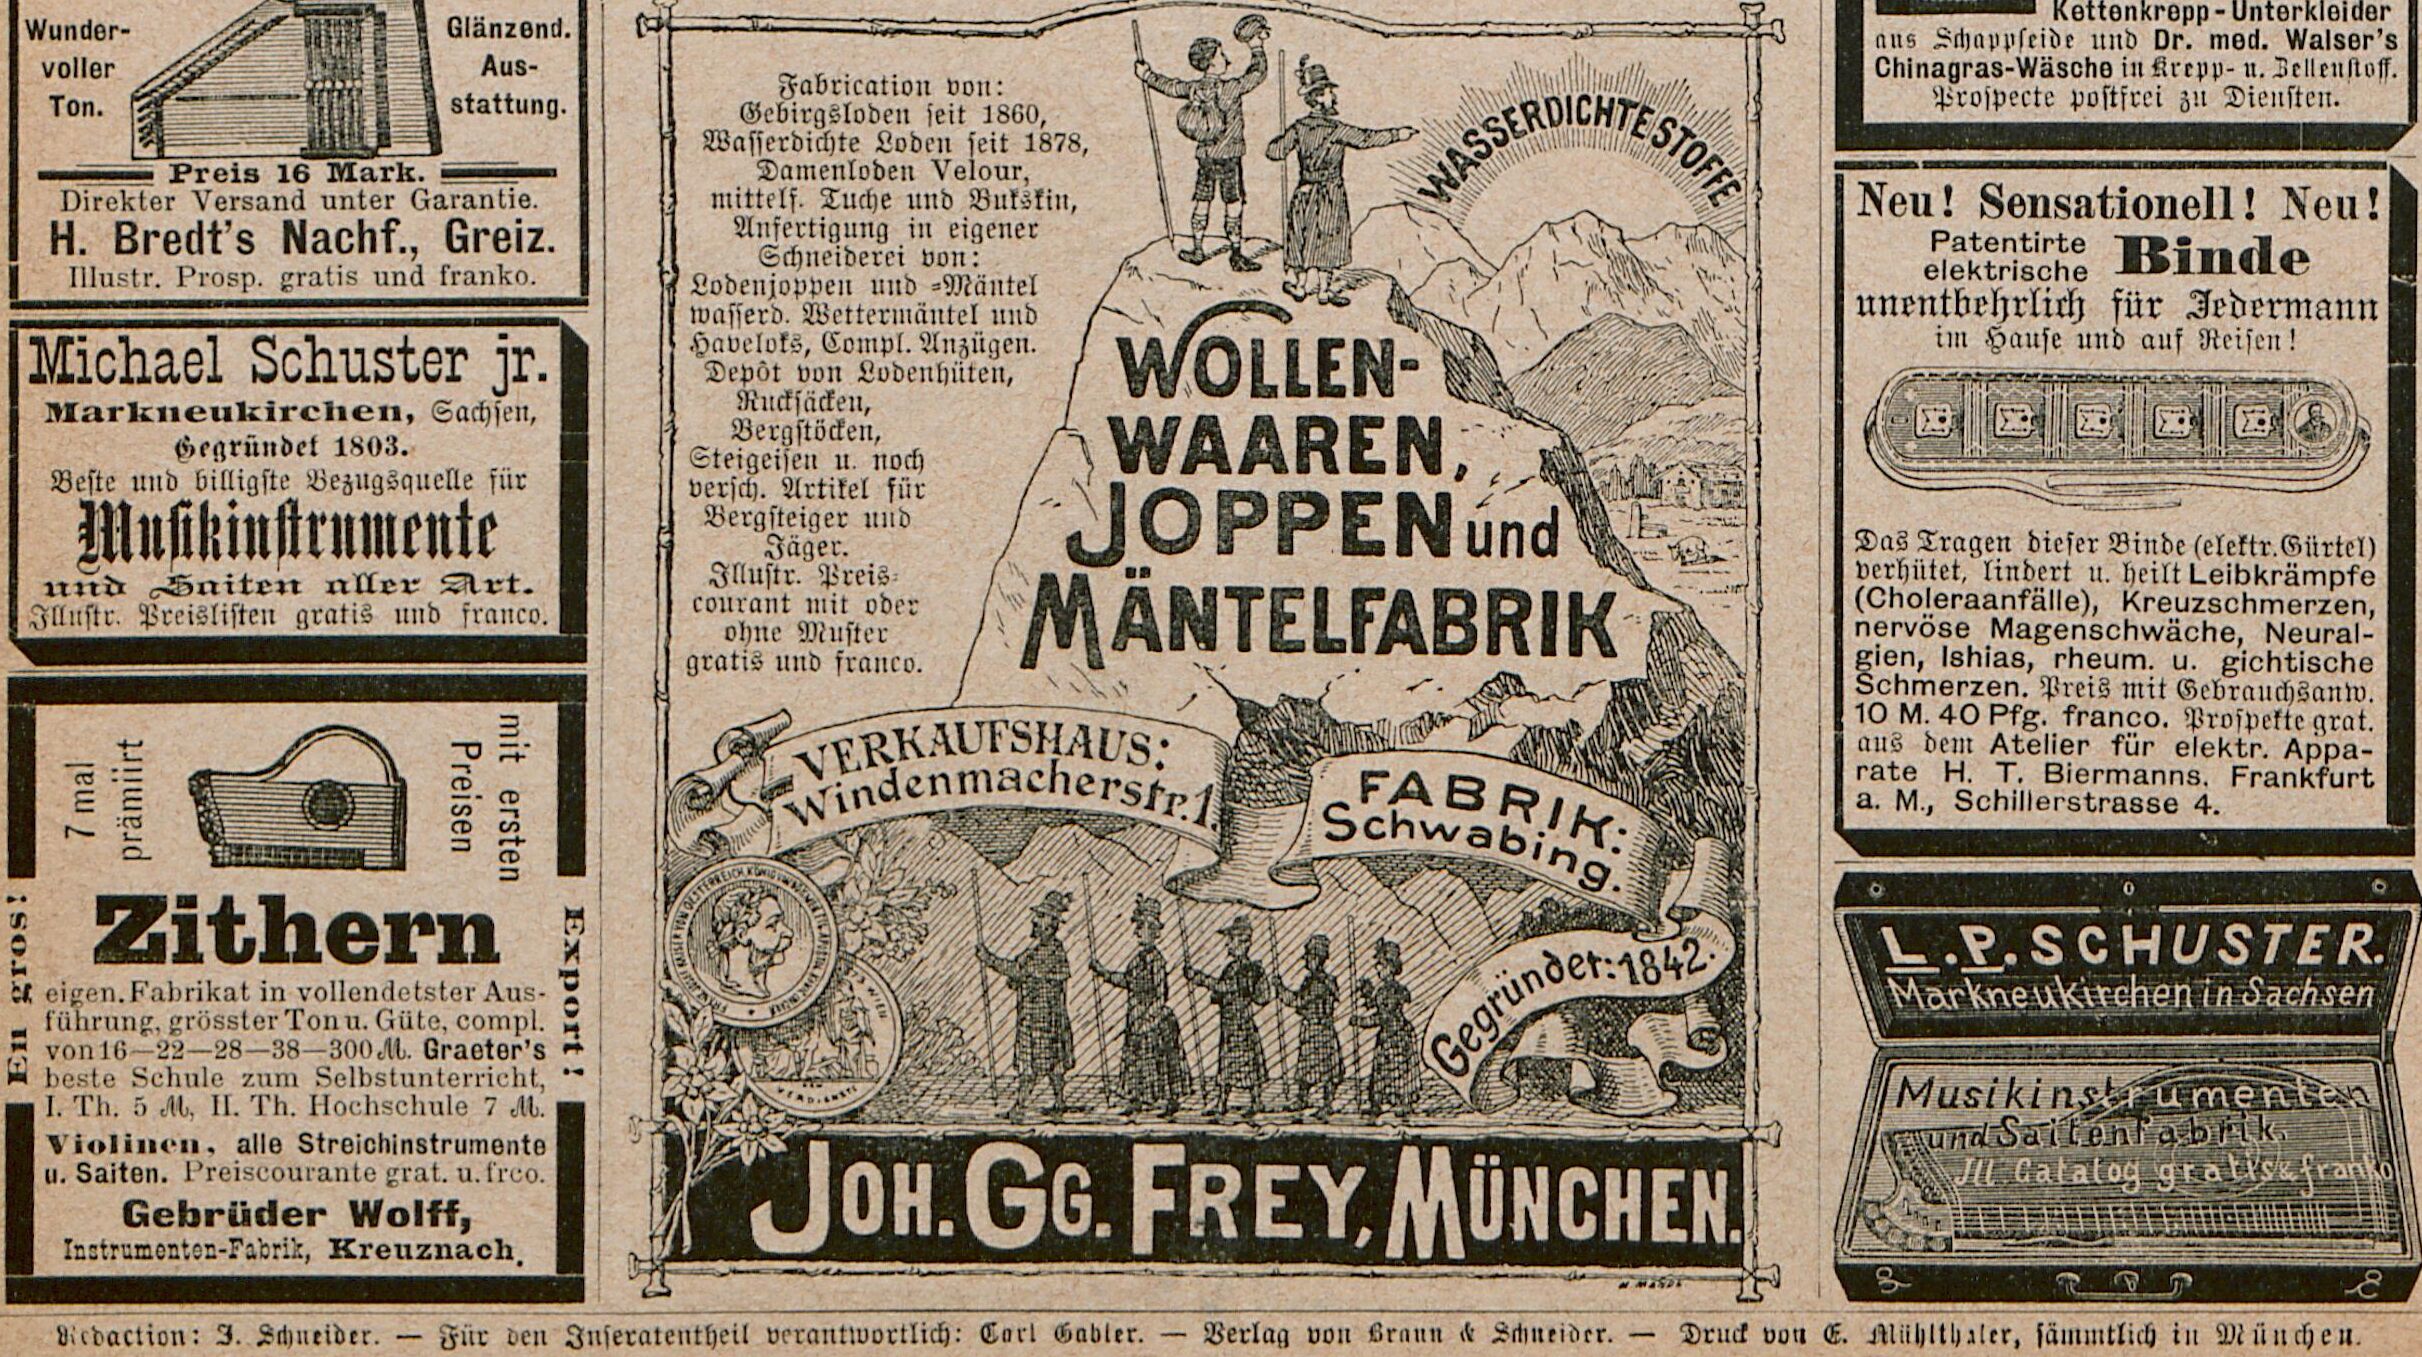 Wunder-
voller
Ton.
Glänzend.
Aus-
stattung.
Preis 16 Mark.
Direkter Versand unter Garantie.
H. Bredt's Nachf., Greiz.
Illustr. Prosp. gratis und franko.
Michael Schuster jr.
Markneukirchen, Sachsen,
Gegründet 1803.
Beste und billigste Bezugsquelle für
Musikinstrumente
und Saiten aller Art.
Illustr. Preislisten gratis und franco.
7 mal
prämiirt
mit ersten
Preisen
En gros!
Export!
Zithern
eigen. Fabrikat in vollendetster Aus-
führung, grösster Ton u. Güte, compl.
von 16—22—28—38—300 M. Graeter's
beste Schule zum Selbstunterricht,
I. Th. 5 M, II. Th. Hochschule 7 M.
Violinen, alle Streichinstrumente
u. Saiten. Preiscourante grat. u. frco.
Gebrüder Wolff,
Instrumenten-Fabrik, Kreuznach.
Fabrication von:
Gebirgsloden seit 1860,
Wasserdichte Loden seit 1878,
Damenloden Velour,
mittelf. Tuche und Bukskin,
Anfertigung in eigener
Schneiderei von:
Lodenjoppen und =Mäntel
wasserd. Wettermäntel und
Haveloks, Compl. Anzügen.
Depôt von Lodenhüten,
Rucksäcken,
Bergstöcken,
Steigeisen u. noch
versch. Artikel für
Bergsteiger und
Jäger.
Illustr. Preis-
courant mit oder
ohne Muster
gratis und franco.
WASSERDICHTE STOFFE
WOLLEN-
WAAREN,
JOPPEN und
MÄNTELFABRIK
VERKAUFSHAUS:
Windenmacherstr. 1.
FABRIK:
Schwabing.
Gegründet: 1842.
JOH. GG. FREY, MÜNCHEN.
Kettenkrepp-Unterkleider
aus Schappseide und Dr. med. Walser's
Chinagras-Wäsche in Krepp- u. Zellenstoff.
Prospecte postfrei zu Diensten.
Neu! Sensationell! Neu!
Patentirte
elektrische Binde
unentbehrlich für Jedermann
im Hause und auf Reisen!
Das Tragen dieser Binde (elektr. Gürtel)
verhütet, lindert u. heilt Leibkrämpfe
(Choleraanfälle), Kreuzschmerzen,
nervöse Magenschwäche, Neural-
gien, Ishias, rheum. u. gichtische
Schmerzen. Preis mit Gebrauchsanw.
10 M. 40 Pfg. franco. Prospekte grat.
aus dem Atelier für elektr. Appa-
rate H. T. Biermanns, Frankfurt
a. M., Schillerstrasse 4.
L.P. SCHUSTER.
Markneukirchen in Sachsen
Musikinstrumenten
und Saitenfabrik.
Jll Catalog gratis & franko
Redaction: J. Schneider. — Für den Inseratentheil verantwortlich: Carl Gabler. — Verlag von Braun & Schneider. — Druck von E. Mühlthaler, sämmtlich in München.